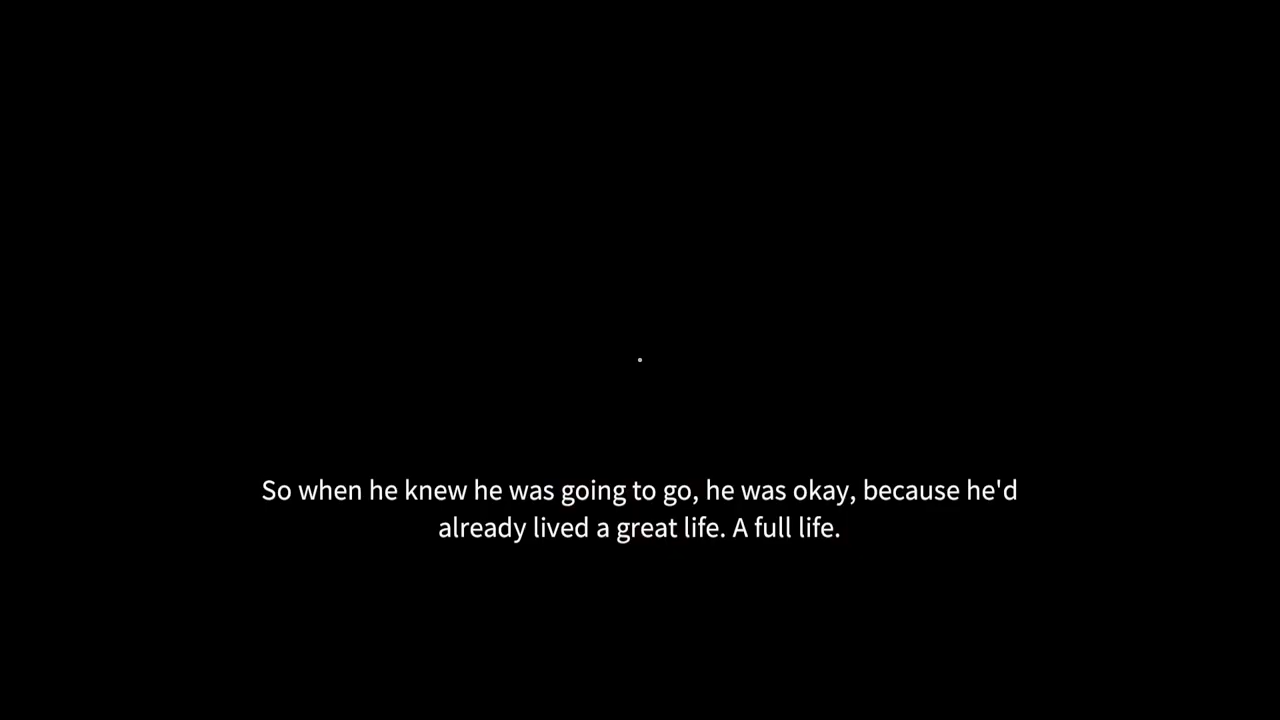 So when he knew he was going to go, he was okay, because he'd
already lived a great life. A full life.